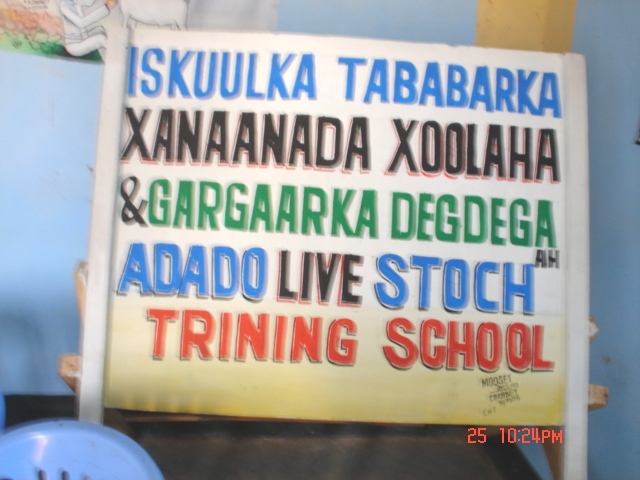 ISKUULKA TABABARKA
XANAANADA XOOLAHA
&GARGAARKA DEGDEGA
AH
ADADO LIVE STOCH
TRINING SCHOOL
25 10:24PM